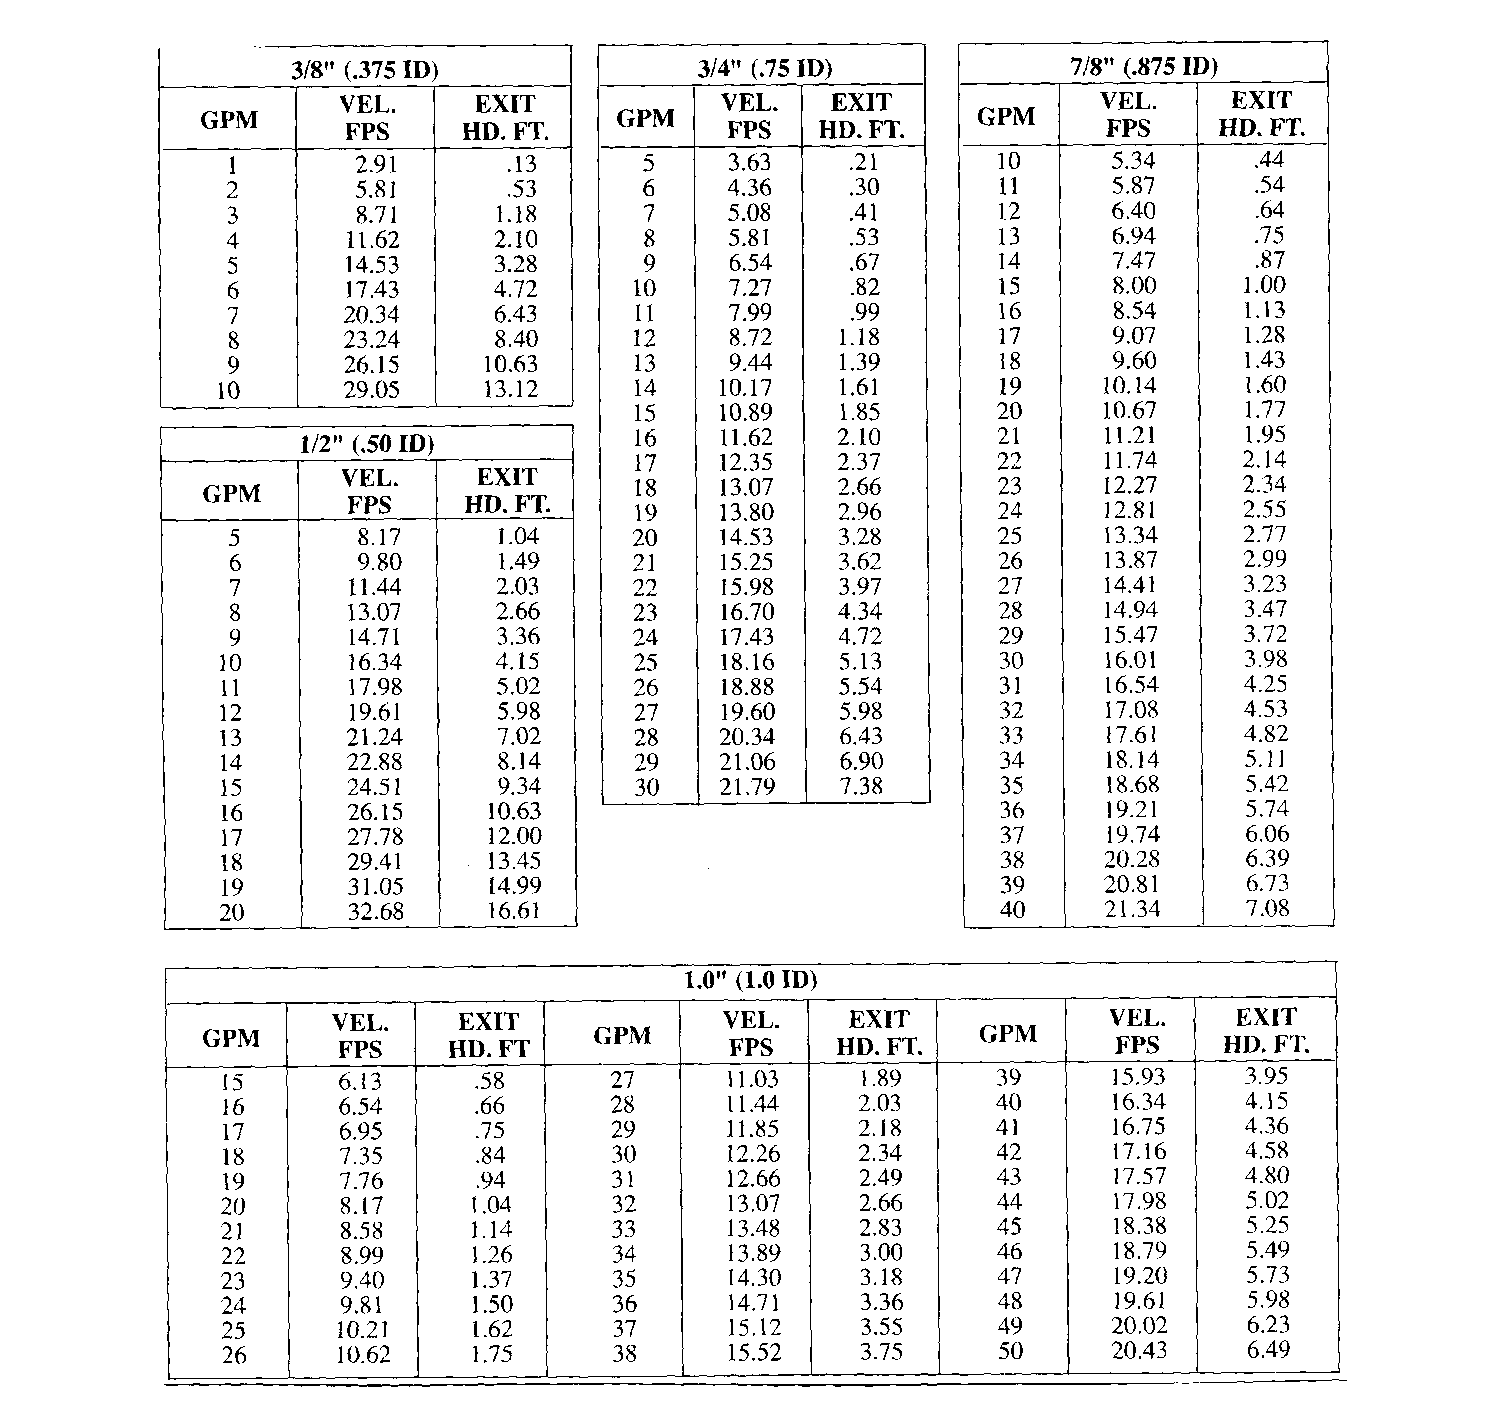 3/8" (.375 ID)
GPM VEL. FPS EXIT HD. FT.
1 2.91 .13
2 5.81 .53
3 8.71 1.18
4 11.62 2.10
5 14.53 3.28
6 17.43 4.72
7 20.34 6.43
8 23.24 8.40
9 26.15 10.63
10 29.05 13.12
1/2" (.50 ID)
GPM VEL. FPS EXIT HD. FT.
5 8.17 1.04
6 9.80 1.49
7 11.44 2.03
8 13.07 2.66
9 14.71 3.36
10 16.34 4.15
11 17.98 5.02
12 19.61 5.98
13 21.24 7.02
14 22.88 8.14
15 24.51 9.34
16 26.15 10.63
17 27.78 12.00
18 29.41 13.45
19 31.05 14.99
20 32.68 16.61
3/4" (.75 ID)
GPM VEL. FPS EXIT HD. FT.
5 3.63 .21
6 4.36 .30
7 5.08 .41
8 5.81 .53
9 6.54 .67
10 7.27 .82
11 7.99 .99
12 8.72 1.18
13 9.44 1.39
14 10.17 1.61
15 10.89 1.85
16 11.62 2.10
17 12.35 2.37
18 13.07 2.66
19 13.80 2.96
20 14.53 3.28
21 15.25 3.62
22 15.98 3.97
23 16.70 4.34
24 17.43 4.72
25 18.16 5.13
26 18.88 5.54
27 19.60 5.98
28 20.34 6.43
29 21.06 6.90
30 21.79 7.38
7/8" (.875 ID)
GPM VEL. FPS EXIT HD. FT.
10 5.34 .44
11 5.87 .54
12 6.40 .64
13 6.94 .75
14 7.47 .87
15 8.00 1.00
16 8.54 1.13
17 9.07 1.28
18 9.60 1.43
19 10.14 1.60
20 10.67 1.77
21 11.21 1.95
22 11.74 2.14
23 12.27 2.34
24 12.81 2.55
25 13.34 2.77
26 13.87 2.99
27 14.41 3.23
28 14.94 3.47
29 15.47 3.72
30 16.01 3.98
31 16.54 4.25
32 17.08 4.53
33 17.61 4.82
34 18.14 5.11
35 18.68 5.42
36 19.21 5.74
37 19.74 6.06
38 20.28 6.39
39 20.81 6.73
40 21.34 7.08
1.0" (1.0 ID)
GPM VEL. FPS EXIT HD. FT GPM VEL. FPS EXIT HD. FT. GPM VEL. FPS EXIT HD. FT.
15 6.13 .58 27 11.03 1.89 39 15.93 3.95
16 6.54 .66 28 11.44 2.03 40 16.34 4.15
17 6.95 .75 29 11.85 2.18 41 16.75 4.36
18 7.35 .84 30 12.26 2.34 42 17.16 4.58
19 7.76 .94 31 12.66 2.49 43 17.57 4.80
20 8.17 1.04 32 13.07 2.66 44 17.98 5.02
21 8.58 1.14 33 13.48 2.83 45 18.38 5.25
22 8.99 1.26 34 13.89 3.00 46 18.79 5.49
23 9.40 1.37 35 14.30 3.18 47 19.20 5.73
24 9.81 1.50 36 14.71 3.36 48 19.61 5.98
25 10.21 1.62 37 15.12 3.55 49 20.02 6.23
26 10.62 1.75 38 15.52 3.75 50 20.43 6.49